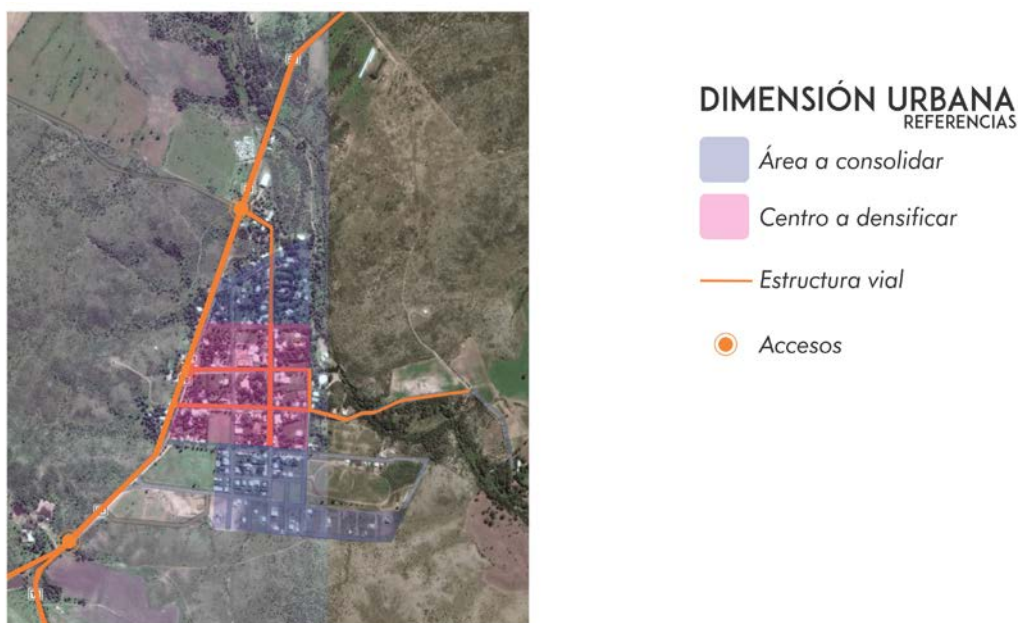 DIMENSIÓN URBANA
REFERENCIAS
Área a consolidar
Centro a densificar
Estructura vial
Accesos